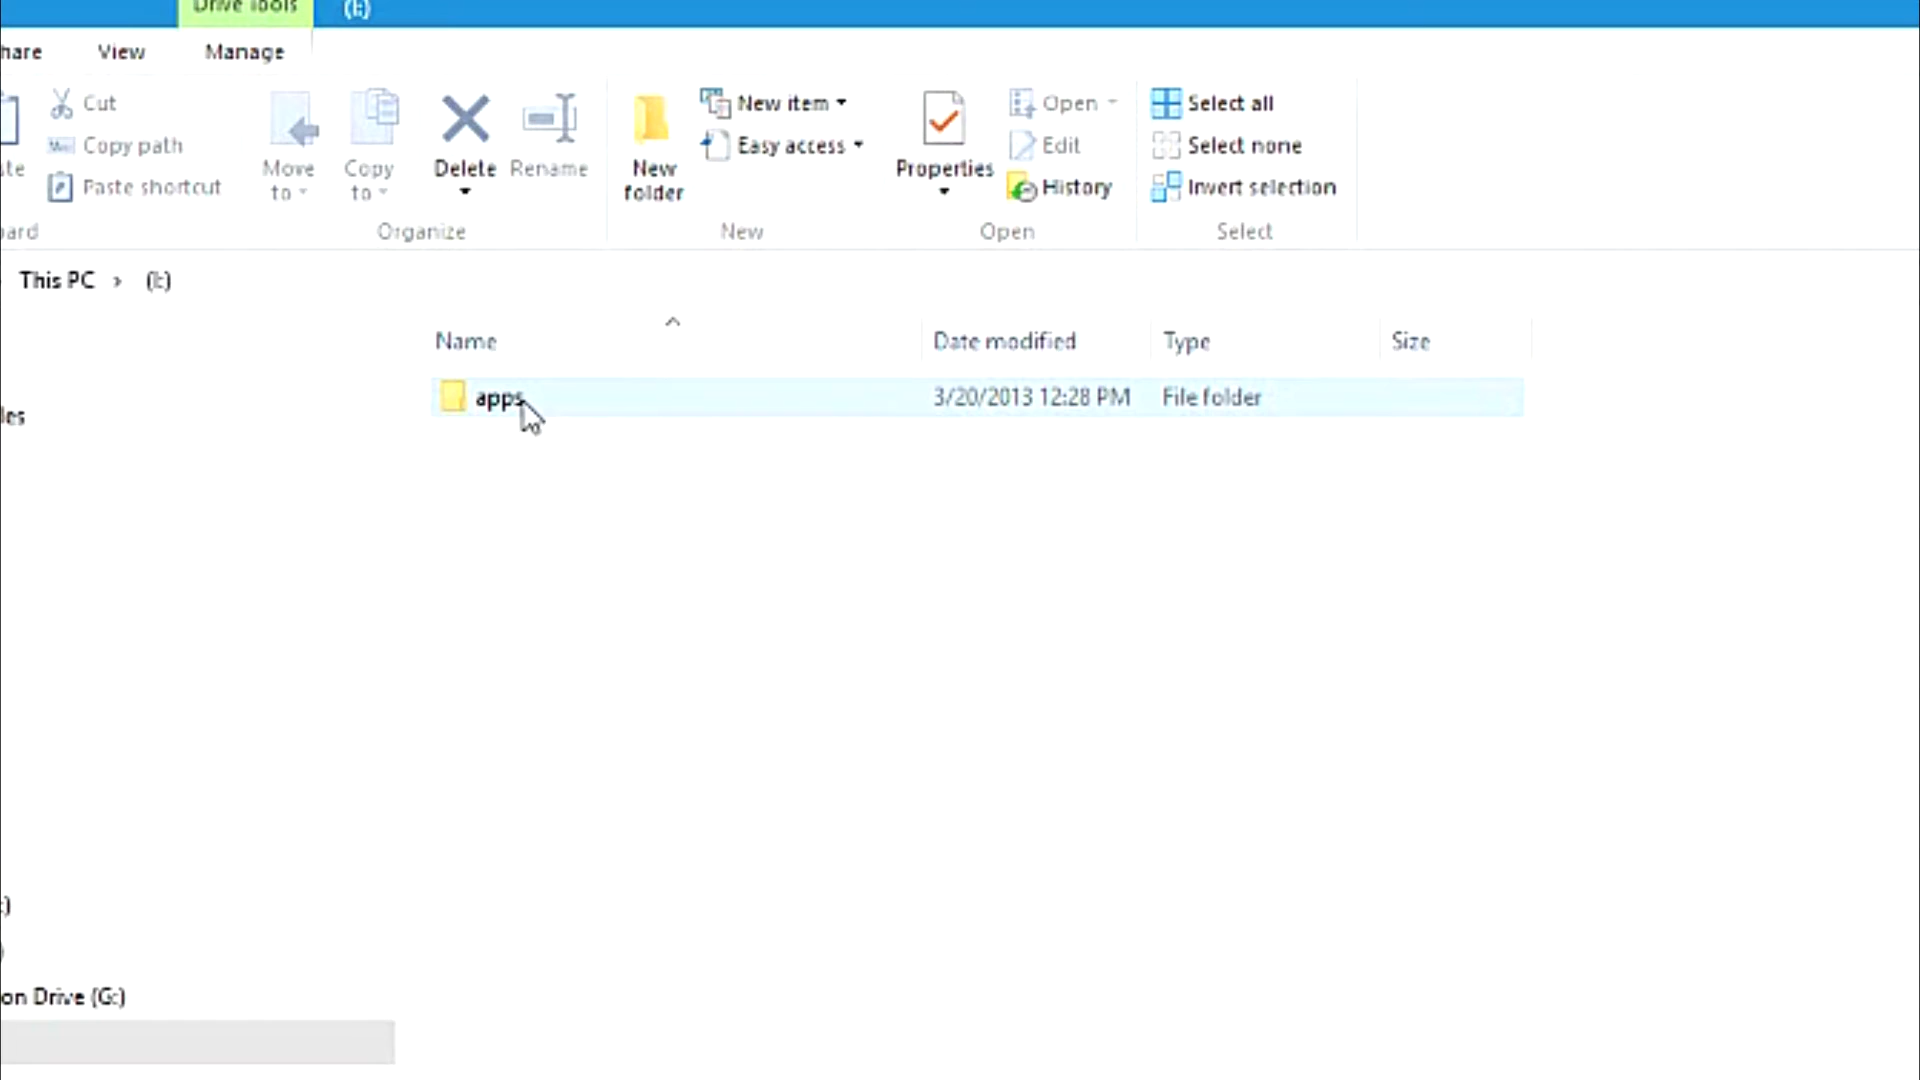 Drive Tools
hare View Manage
Cut
Copy path
Paste shortcut
Move to
Copy to
Delete
Rename
Organize
New folder
New item
Easy access
New
Properties
Open
Edit
History
Open
Select all
Select none
Invert selection
Select
This PC >
Name Date modified Type Size
apps 3/20/2013 12:28 PM File folder
les
on Drive (G:)